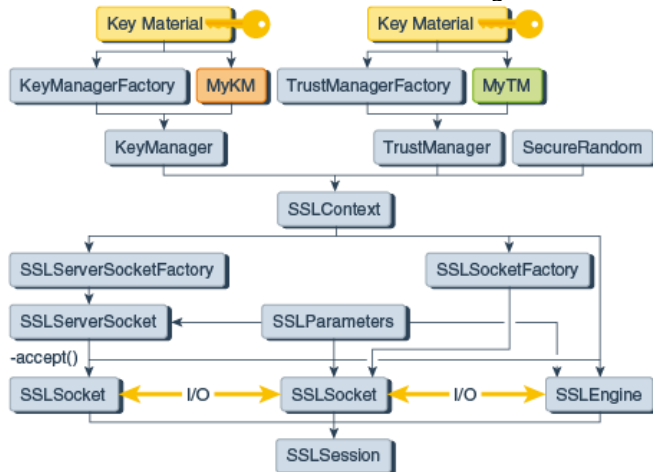 Key Material
Key Material
KeyManagerFactory
MyKM
TrustManagerFactory
MyTM
KeyManager
TrustManager
SecureRandom
SSLContext
SSLServerSocketFactory
SSLSocketFactory
SSLServerSocket
SSLParameters
-accept()
SSLSocket
I/O
SSLSocket
I/O
SSLEngine
SSLSession